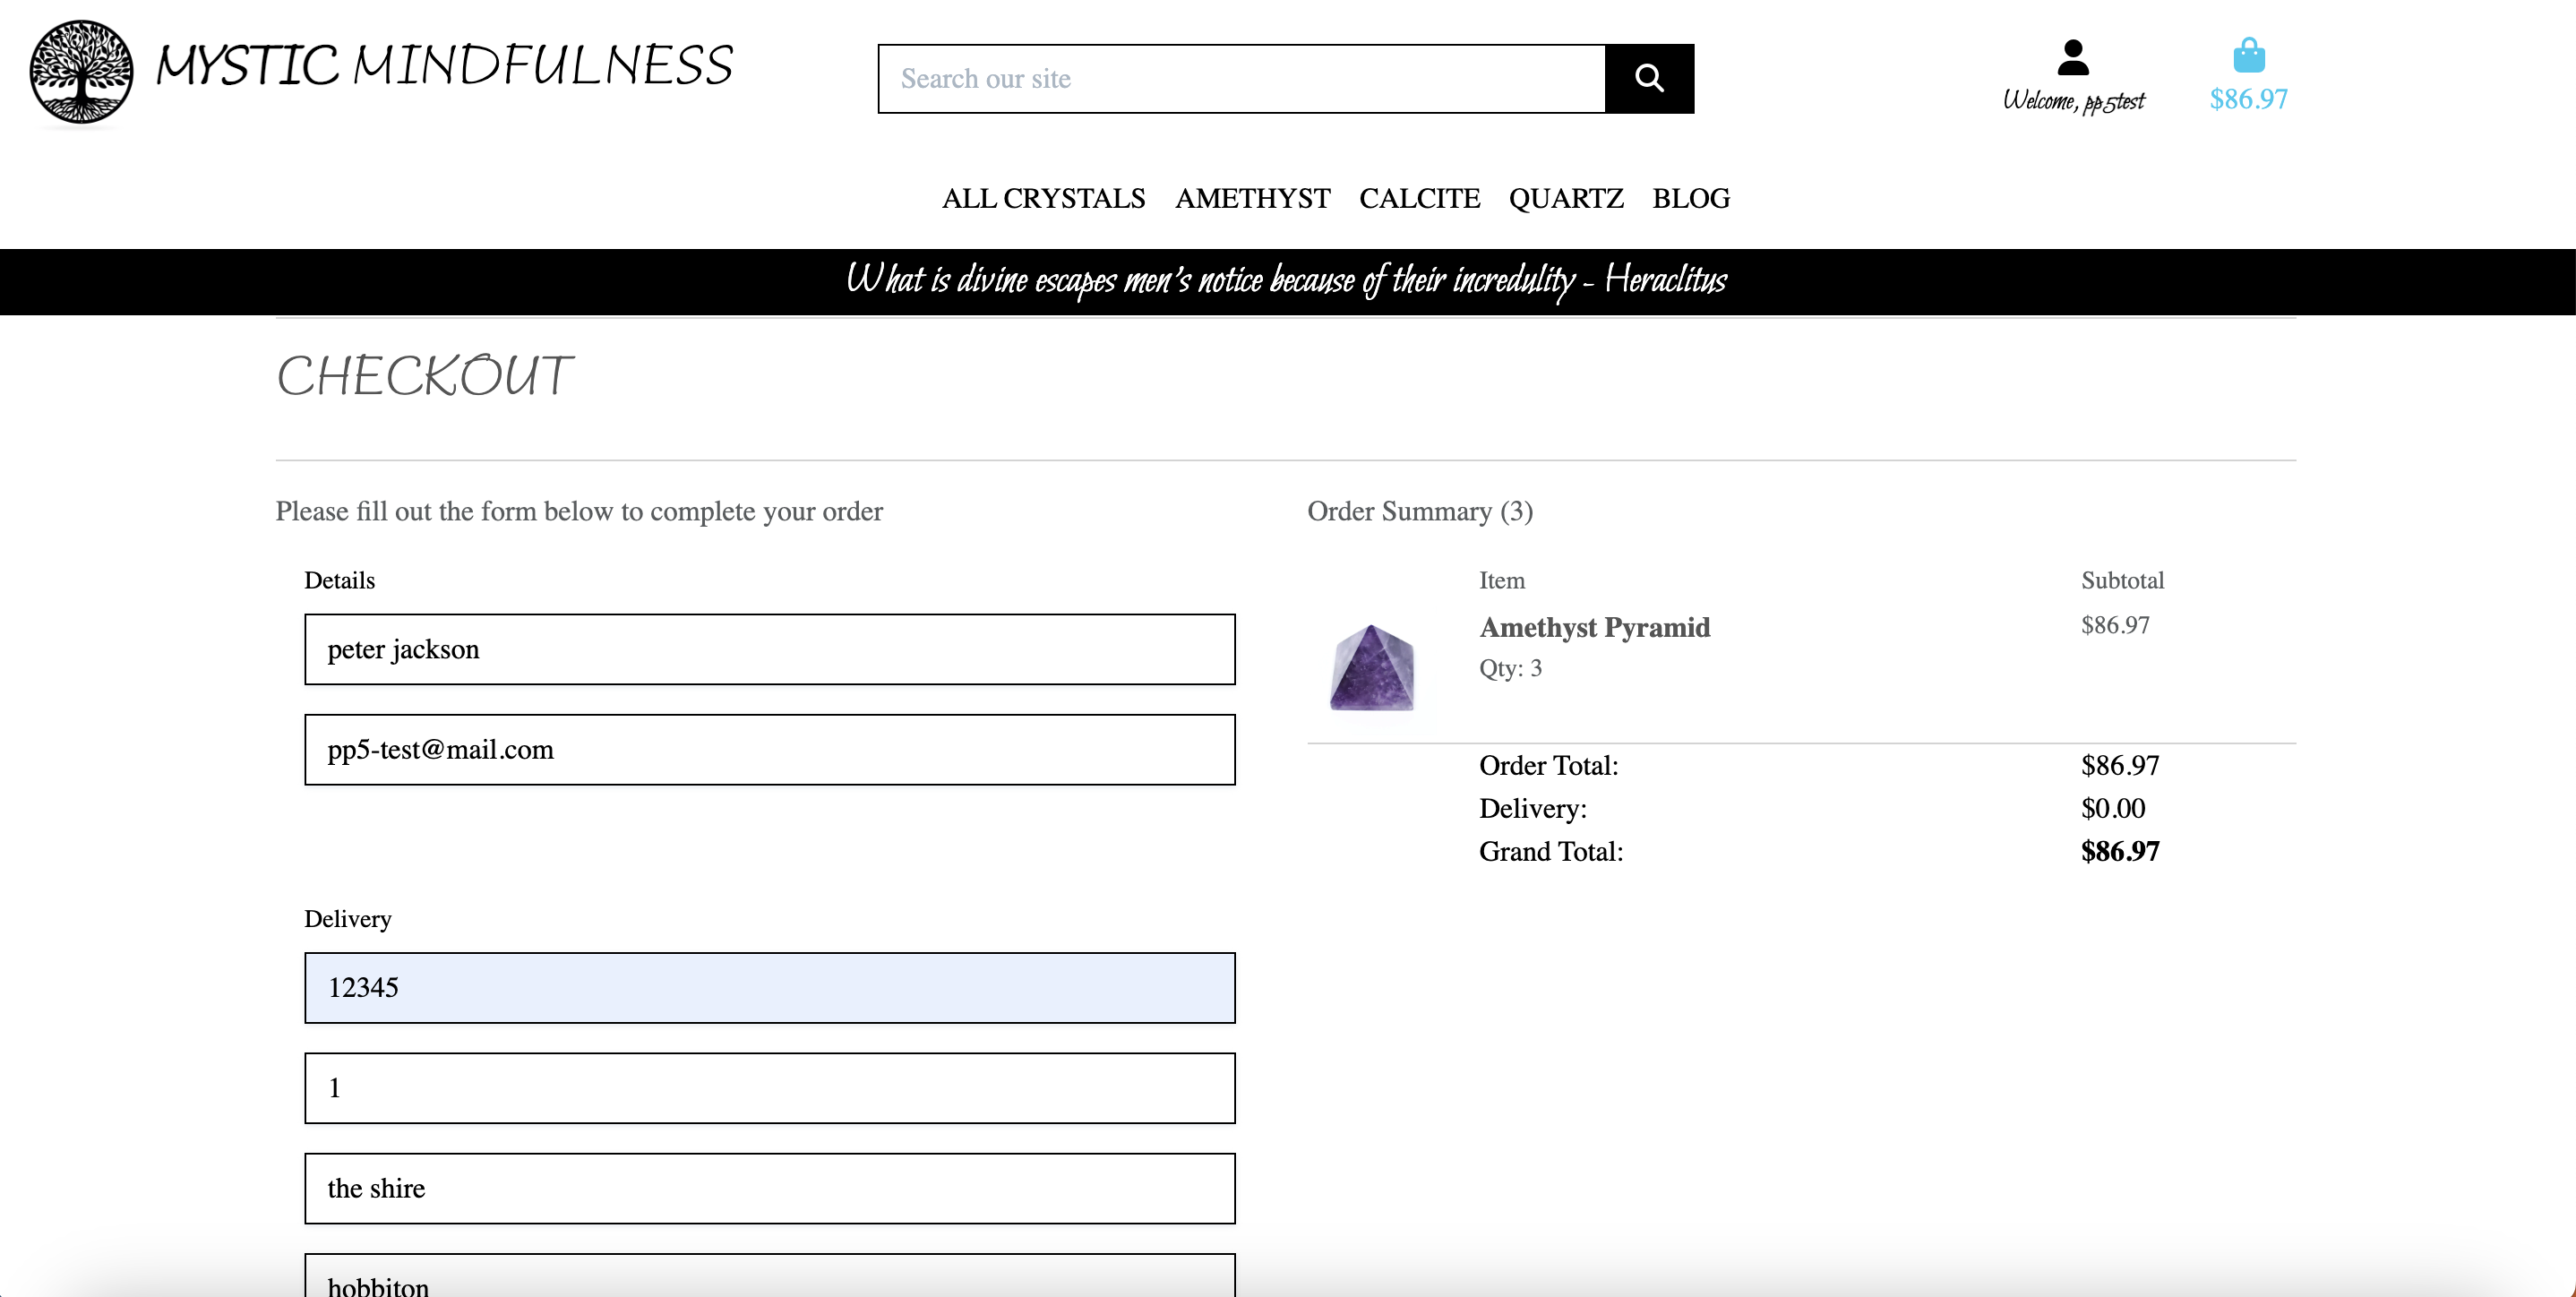 MYSTIC MINDFULNESS
Search our site
Welcome, pp5test
$86.97
ALL CRYSTALS AMETHYST CALCITE QUARTZ BLOG
What is divine escapes men's notice because of their incredulity - Heraclitus
CHECKOUT
Please fill out the form below to complete your order
Details
peter jackson
pp5-test@mail.com
Delivery
12345
1
the shire
hobbiton
Order Summary (3)
Item Subtotal
Amethyst Pyramid $86.97
Qty: 3
Order Total: $86.97
Delivery: $0.00
Grand Total: $86.97